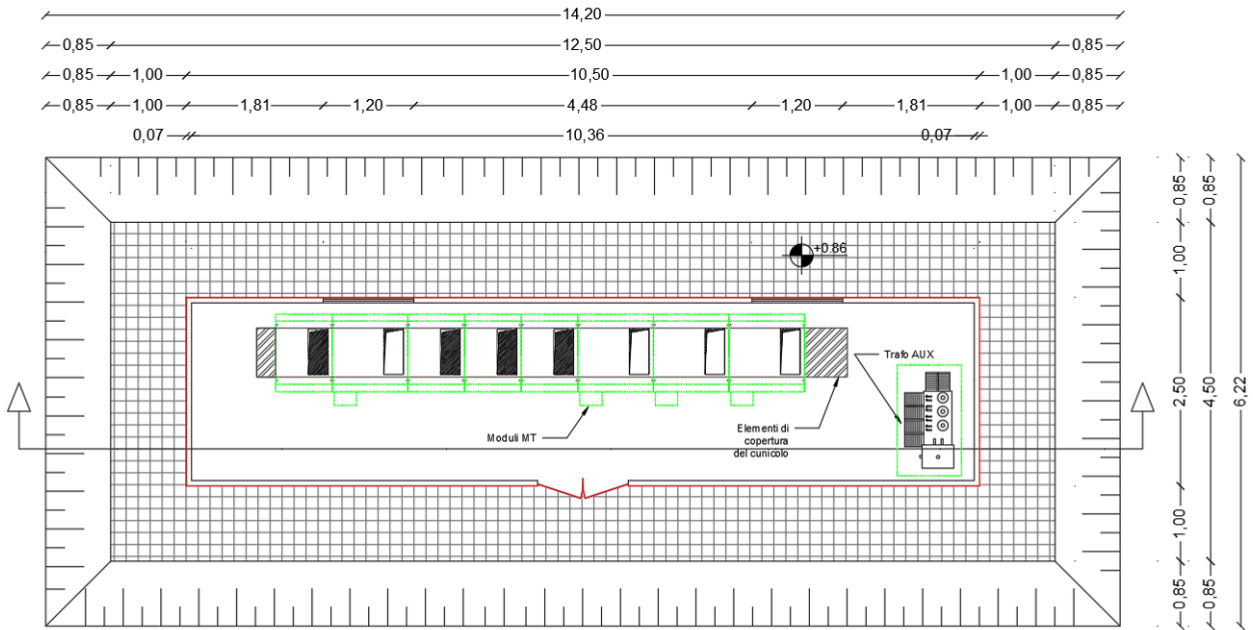 14,20
0,85 12,50 0,85
0,85 1,00 10,50 1,00 0,85
0,85 1,00 1,81 1,20 4,48 1,20 1,81 1,00 0,85
0,07 10,36 0,07
+0.86
Trafo AUX
Moduli MT
Elementi di
copertura
del cunicolo
0,85 1,00 2,50 1,00 0,85
0,85 4,50 0,85
6,22